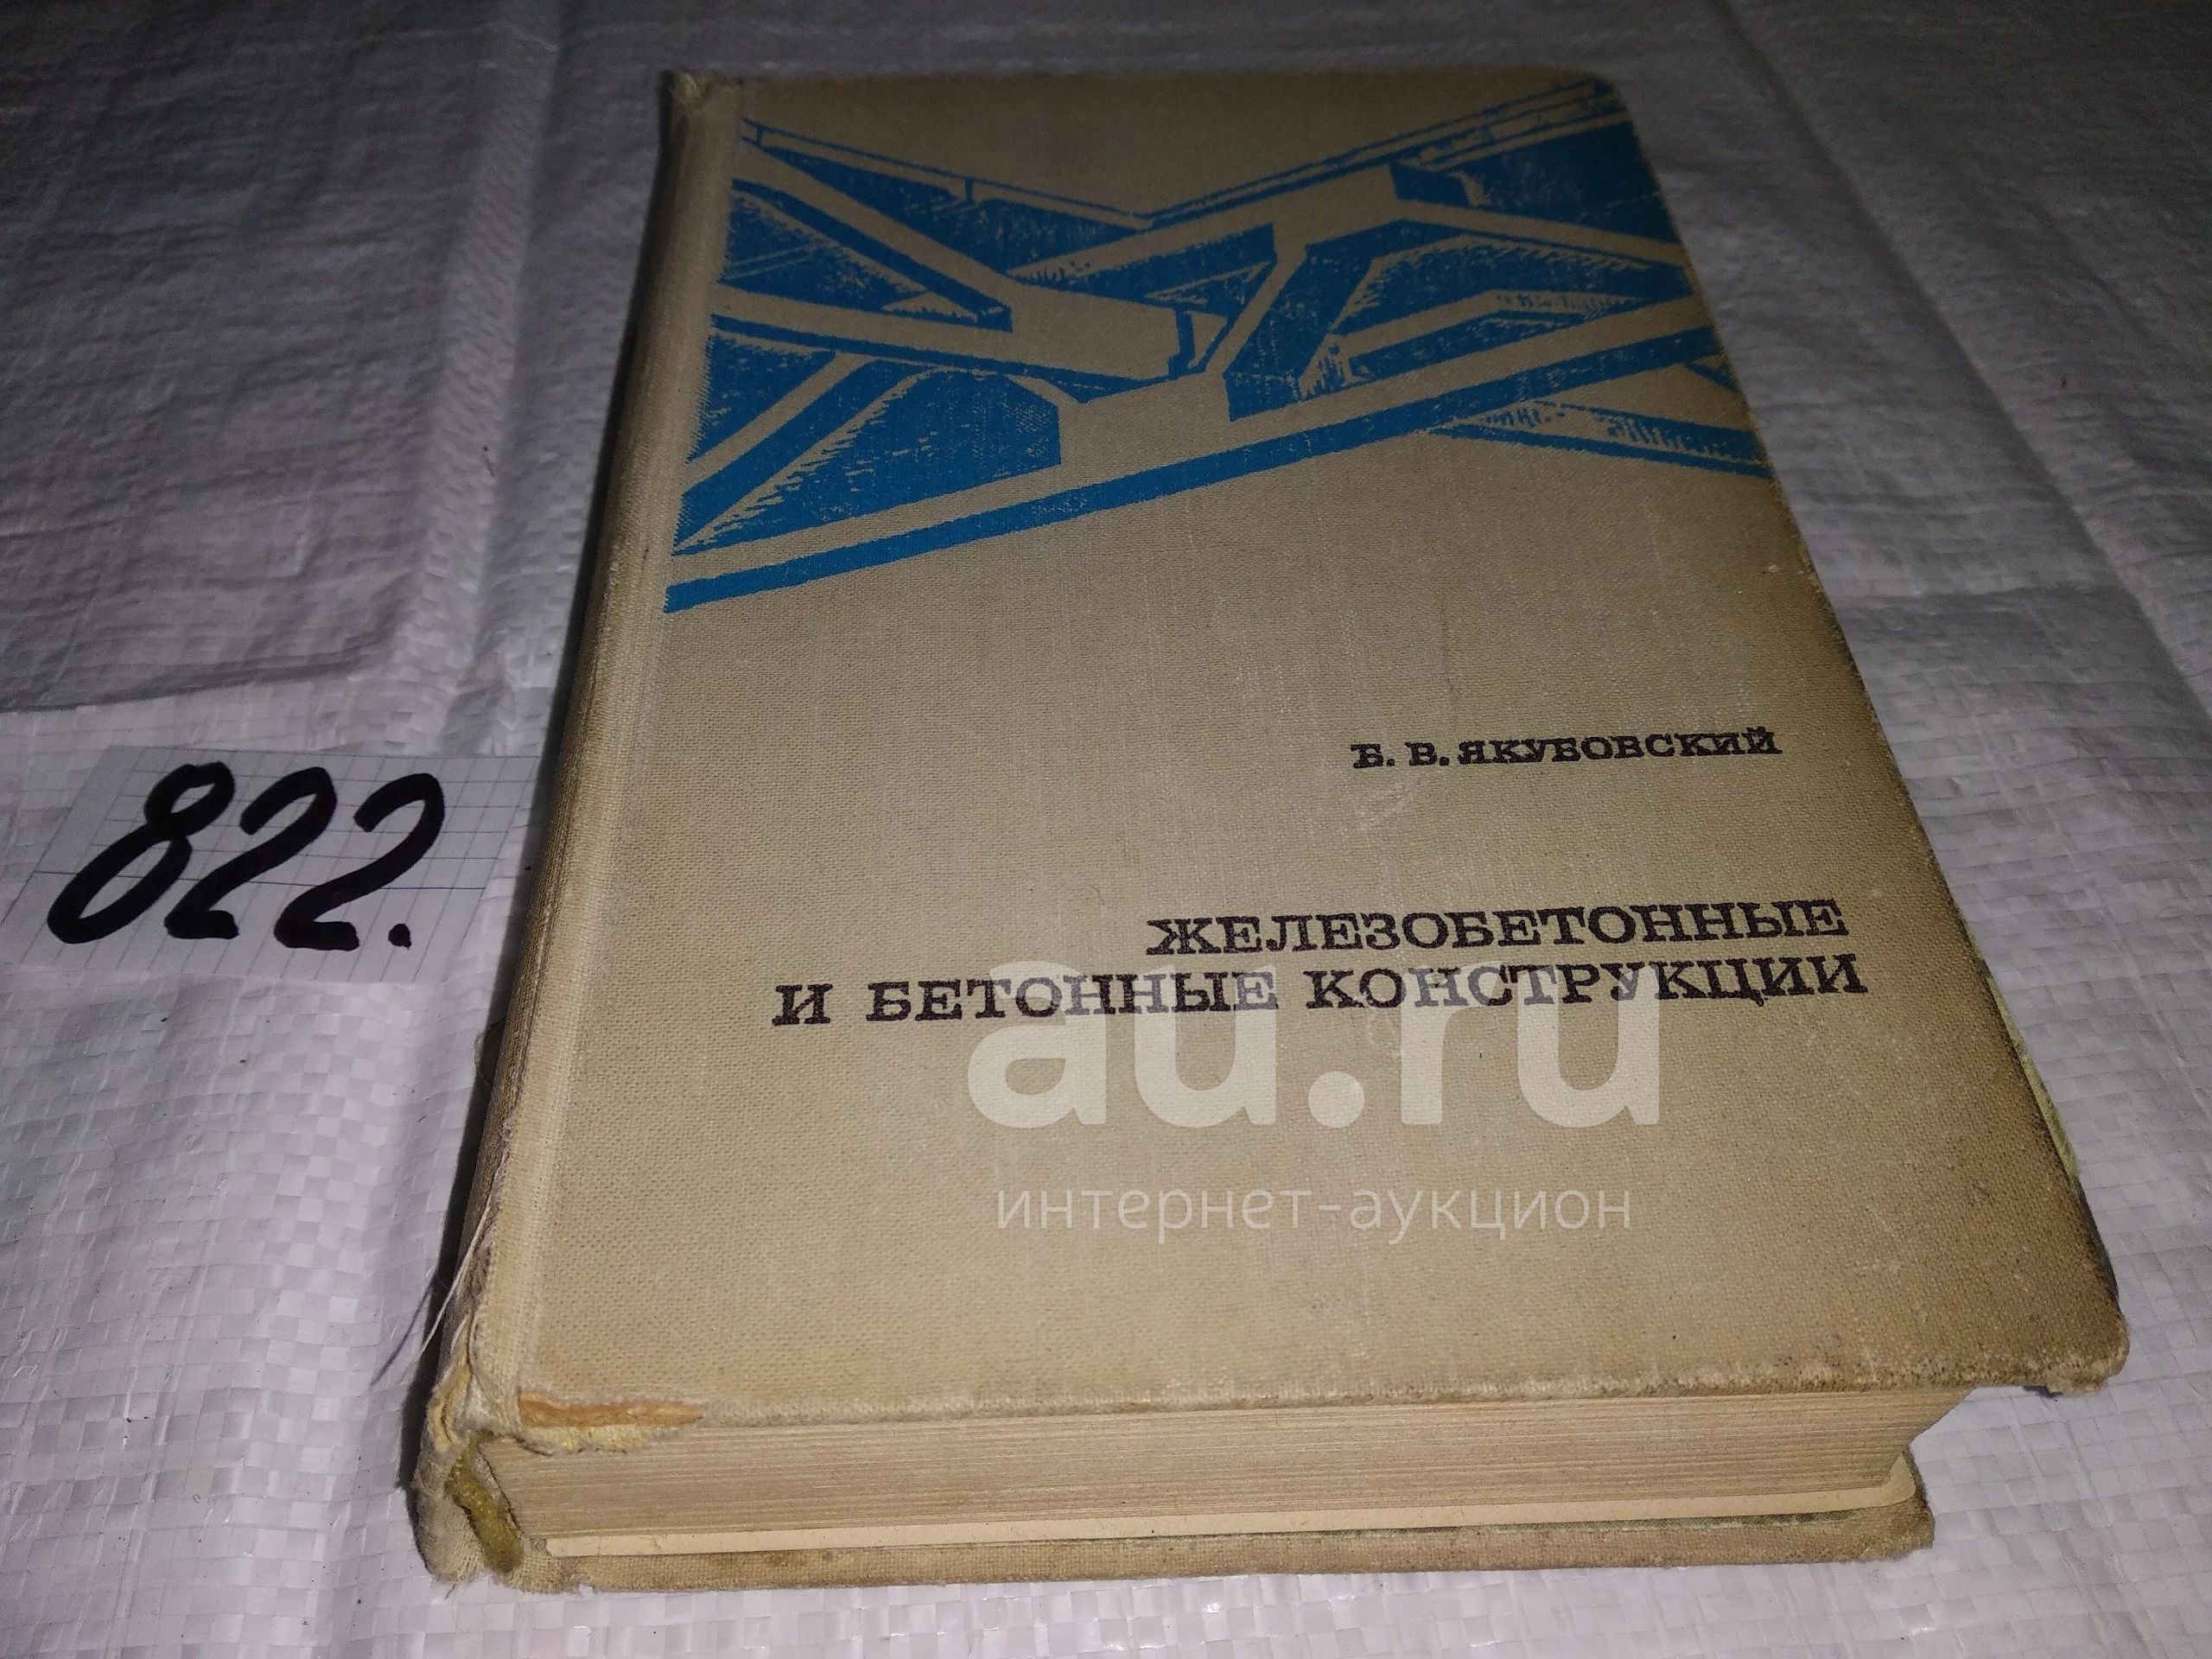 Б. В. ЯКУБОВСКИЙ
822.
ЖЕЛЕЗОБЕТОННЫЕ
И БЕТОННЫЕ КОНСТРУКЦИИ
au.ru
интернет-аукцион